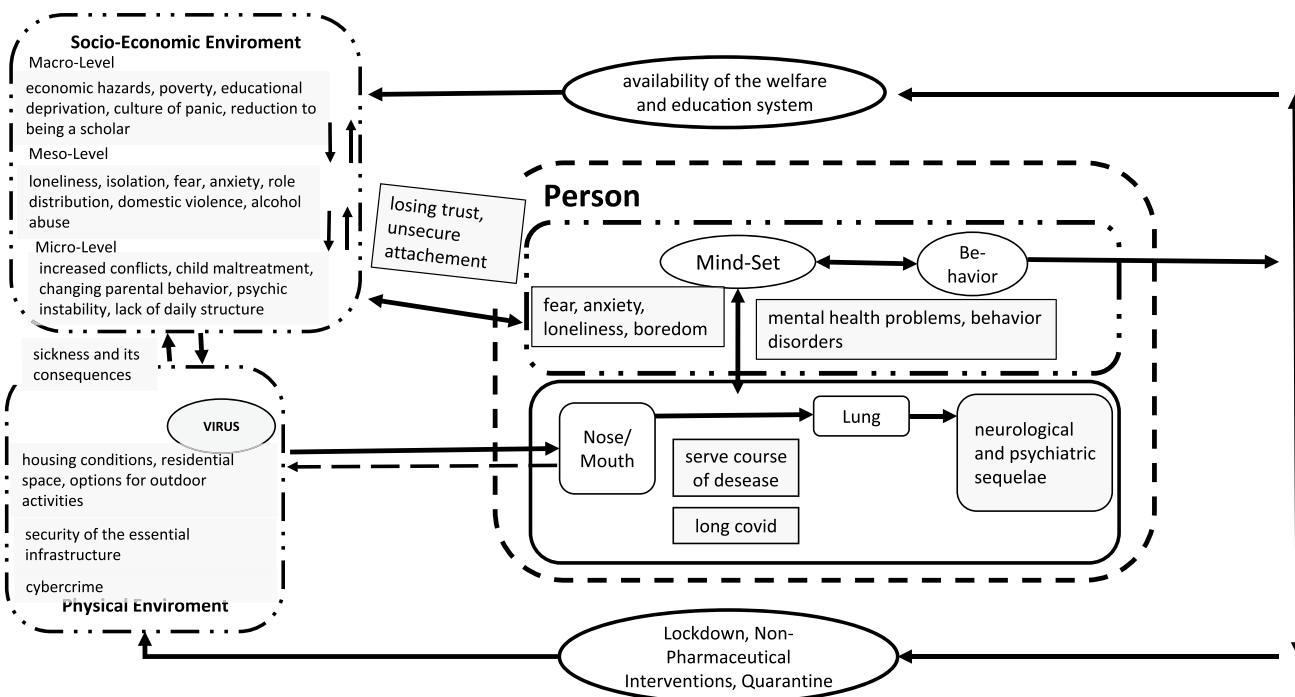 Socio-Economic Enviroment
Macro-Level
economic hazards, poverty, educational
deprivation, culture of panic, reduction to
being a scholar
Meso-Level
loneliness, isolation, fear, anxiety, role
distribution, domestic violence, alcohol
abuse
Micro-Level
increased conflicts, child maltreatment,
changing parental behavior, psychic
instability, lack of daily structure
sickness and its
consequences
VIRUS
housing conditions, residential
space, options for outdoor
activities
security of the essential
infrastructure
cybercrime
Physical Enviroment
losing trust,
unsecure
attachement
availability of the welfare
and education system
Person
Mind-Set
Be-
havior
fear, anxiety,
loneliness, boredom
mental health problems, behavior
disorders
Nose/
Mouth
Lung
serve course
of desease
long covid
neurological
and psychiatric
sequelae
Lockdown, Non-
Pharmaceutical
Interventions, Quarantine